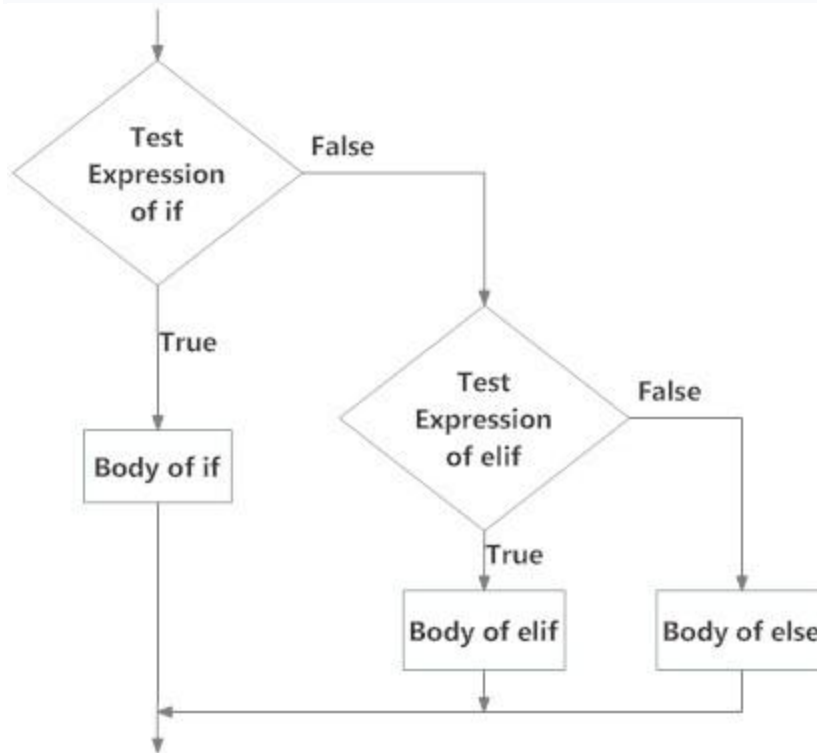 Test
Expression
of if
False
True
Test
Expression
of elif
False
Body of if
True
Body of elif
Body of else